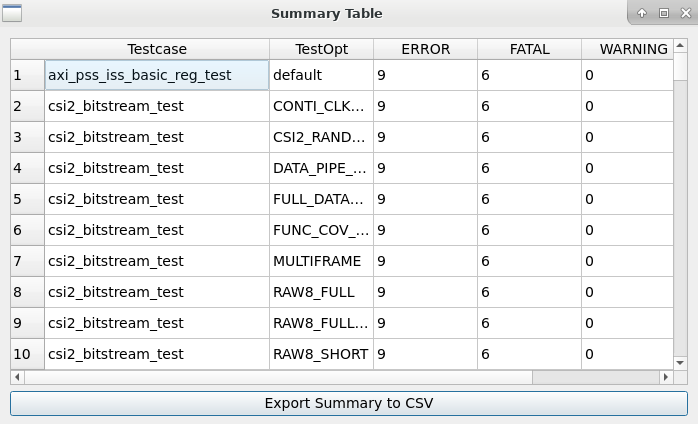 Summary Table
Testcase TestOpt ERROR FATAL WARNING
1 axi_pss_iss_basic_reg_test default 9 6 0
2 csi2_bitstream_test CONTI_CLK... 9 6 0
3 csi2_bitstream_test CSI2_RAND... 9 6 0
4 csi2_bitstream_test DATA_PIPE_... 9 6 0
5 csi2_bitstream_test FULL_DATA... 9 6 0
6 csi2_bitstream_test FUNC_COV_... 9 6 0
7 csi2_bitstream_test MULTIFRAME 9 6 0
8 csi2_bitstream_test RAW8_FULL 9 6 0
9 csi2_bitstream_test RAW8_FULL... 9 6 0
10 csi2_bitstream_test RAW8_SHORT 9 6 0
Export Summary to CSV